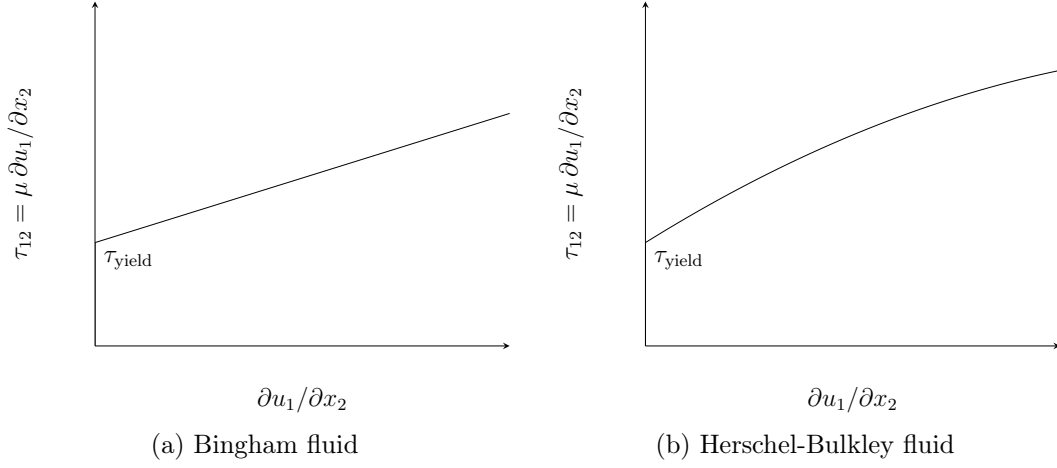 τ₁₂ = μ ∂u₁/∂x₂
τyield
∂u₁/∂x₂
(a) Bingham fluid
τ₁₂ = μ ∂u₁/∂x₂
τyield
∂u₁/∂x₂
(b) Herschel-Bulkley fluid